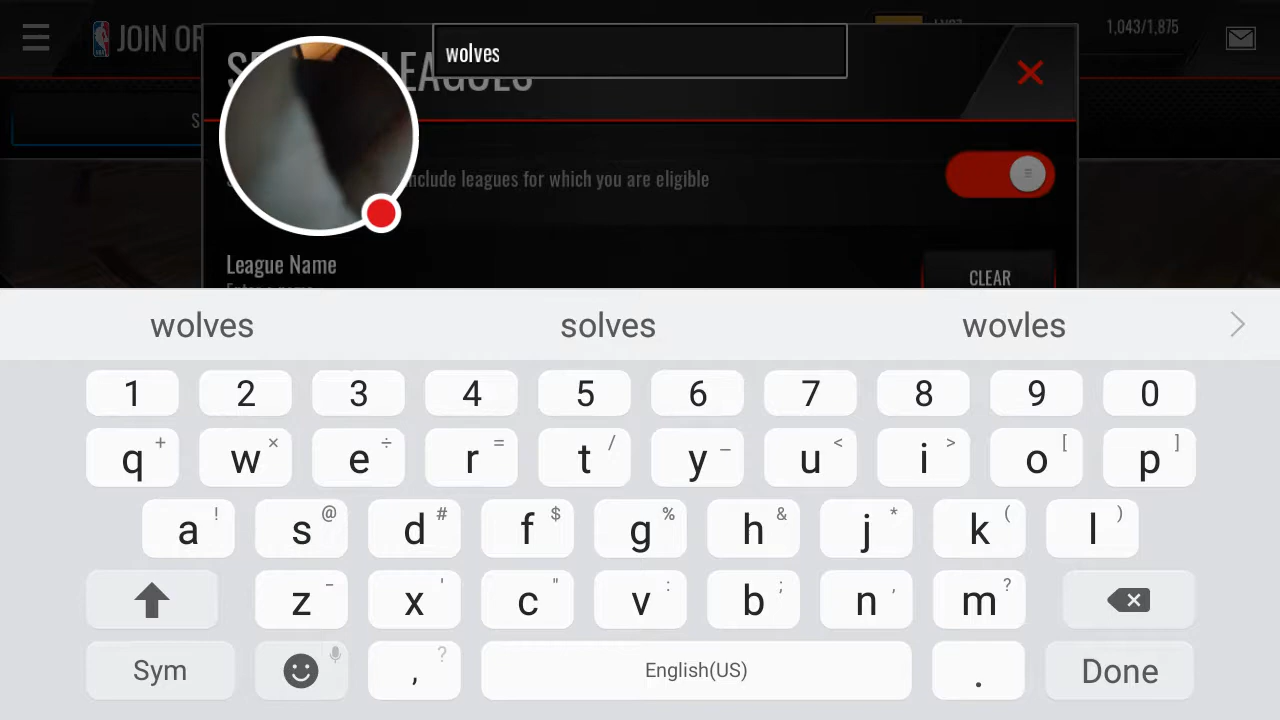 JOIN OR
wolves
1,043/1,875
LEAGUES
nclude leagues for which you are eligible
League Name
CLEAR
wolves solves wovles
1 2 3 4 5 6 7 8 9 0
q + w × e ÷ r = t / y _ u < i > o [ p ]
a ! s @ d # f $ g % h & j * k ( l )
z - x ' c " v : b ; n , m ?
Sym , ? English(US) . Done